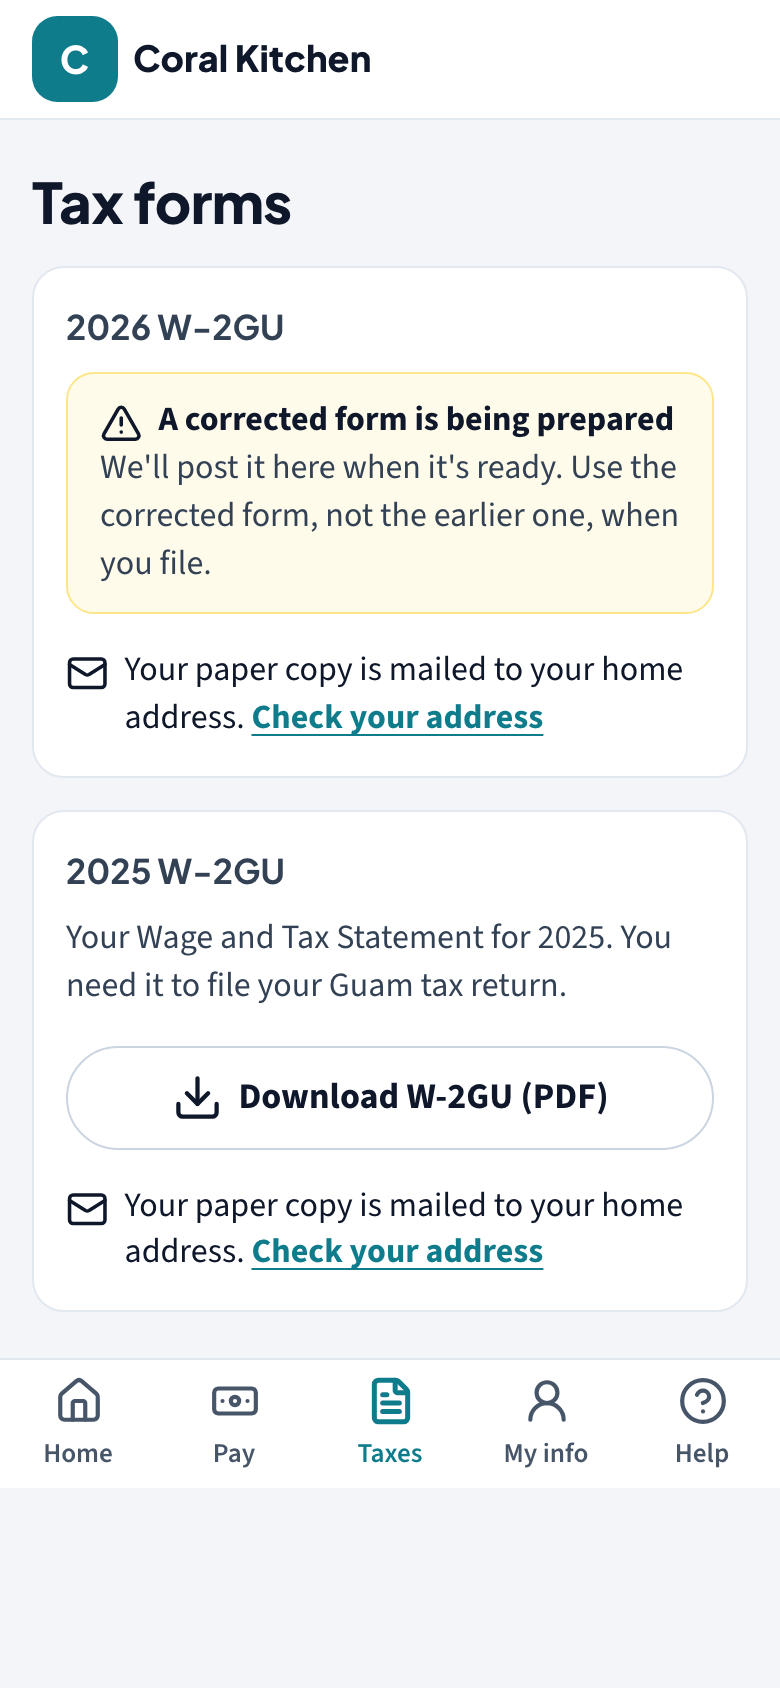 C
Coral Kitchen
Tax forms
2026 W-2GU
A corrected form is being prepared
We'll post it here when it's ready. Use the
corrected form, not the earlier one, when
you file.
Your paper copy is mailed to your home
address. Check your address
2025 W-2GU
Your Wage and Tax Statement for 2025. You
need it to file your Guam tax return.
Download W-2GU (PDF)
Your paper copy is mailed to your home
address. Check your address
Home
Pay
Taxes
My info
Help